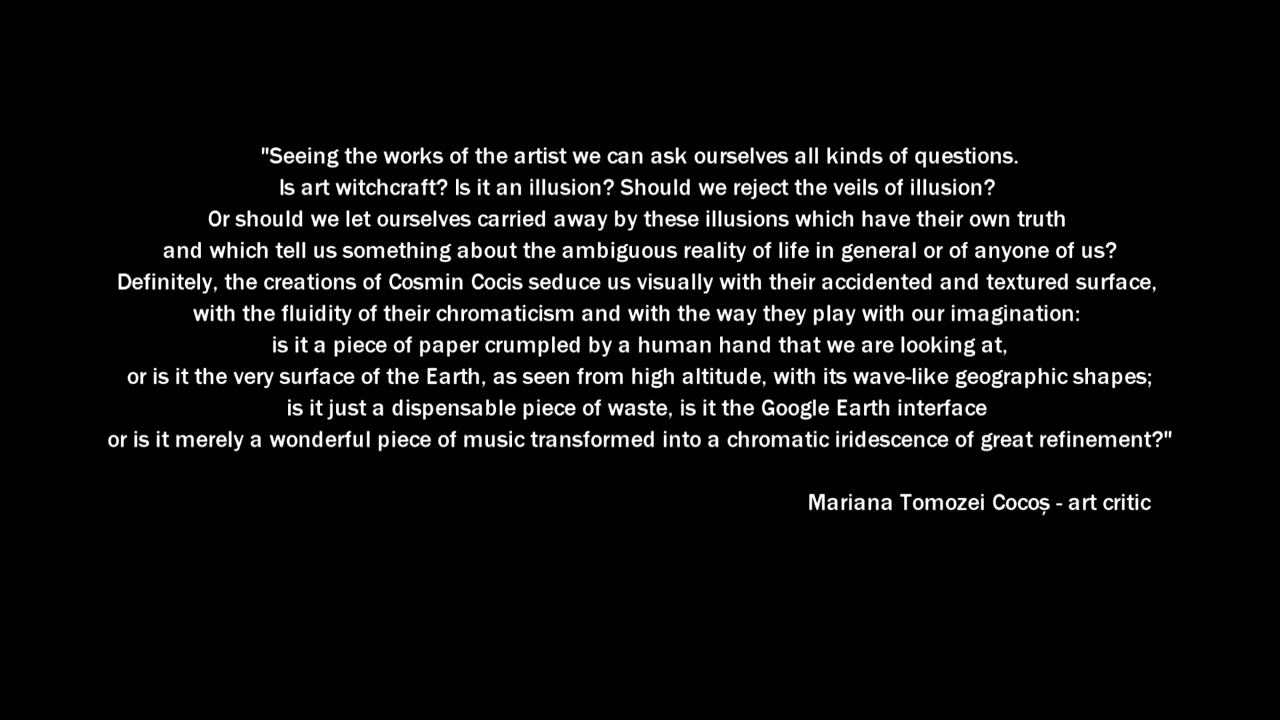 "Seeing the works of the artist we can ask ourselves all kinds of questions.
Is art witchcraft? Is it an illusion? Should we reject the veils of illusion?
Or should we let ourselves carried away by these illusions which have their own truth
and which tell us something about the ambiguous reality of life in general or of anyone of us?
Definitely, the creations of Cosmin Cocis seduce us visually with their accidented and textured surface,
with the fluidity of their chromaticism and with the way they play with our imagination:
is it a piece of paper crumpled by a human hand that we are looking at,
or is it the very surface of the Earth, as seen from high altitude, with its wave-like geographic shapes;
is it just a dispensable piece of waste, is it the Google Earth interface
or is it merely a wonderful piece of music transformed into a chromatic iridescence of great refinement?"
Mariana Tomozei Cocoș - art critic